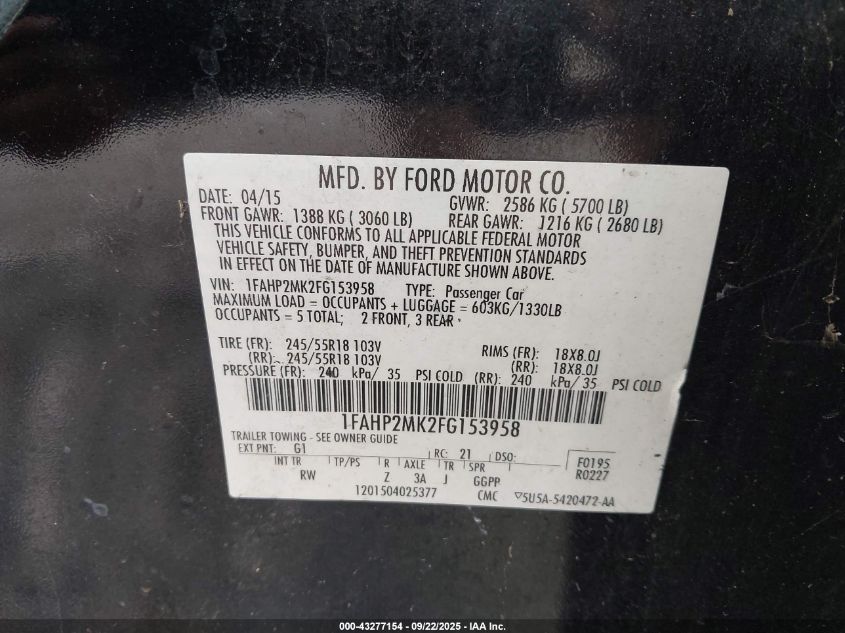 MFD. BY FORD MOTOR CO.
DATE: 04/15 GVWR: 2586 KG ( 5700 LB)
FRONT GAWR: 1388 KG ( 3060 LB) REAR GAWR: 1216 KG ( 2680 LB)
THIS VEHICLE CONFORMS TO ALL APPLICABLE FEDERAL MOTOR
VEHICLE SAFETY, BUMPER, AND THEFT PREVENTION STANDARDS
IN EFFECT ON THE DATE OF MANUFACTURE SHOWN ABOVE.
VIN: 1FAHP2MK2FG153958 TYPE: Passenger Car
MAXIMUM LOAD = OCCUPANTS + LUGGAGE = 603KG/1330LB
OCCUPANTS = 5 TOTAL; 2 FRONT, 3 REAR
TIRE (FR): 245/55R18 103V RIMS (FR): 18X8.0J
(RR): 245/55R18 103V (RR): 18X8.0J
PRESSURE (FR): 240 kPa/ 35 PSI COLD (RR): 240 kPa/ 35 PSI COLD
1FAHP2MK2FG153958
TRAILER TOWING - SEE OWNER GUIDE
EXT PNT: G1 RC: 21 DSO: F0195
INT TR TP/PS R AXLE TR SPR R0227
RW Z 3A J GGPP
1201504025377 CMC ▽5U5A-5420472-AA
000-43277154 - 09/22/2025 - IAA Inc.